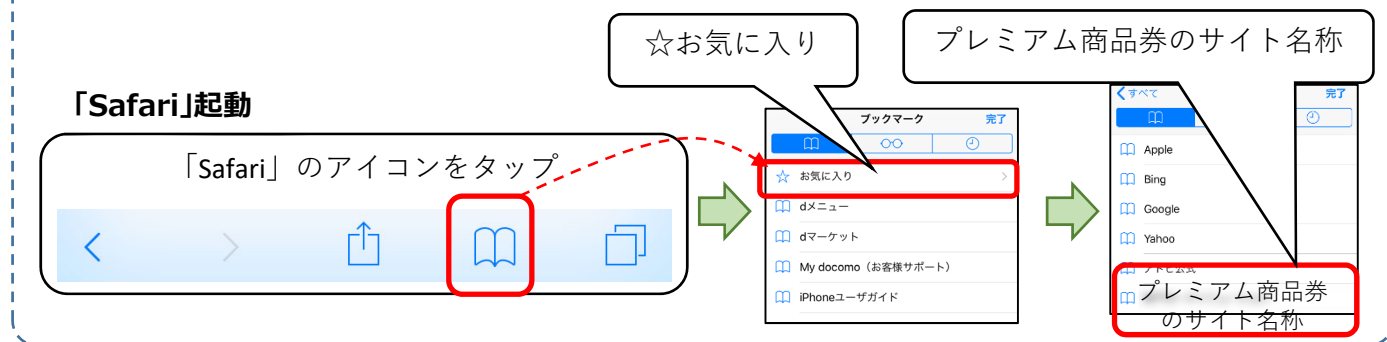 ☆お気に入り
プレミアム商品券のサイト名称
「Safari」起動
「Safari」のアイコンをタップ
ブックマーク 完了
☆ お気に入り
dメニュー
dマーケット
My docomo（お客様サポート）
iPhoneユーザガイド
すべて 完了
Apple
Bing
Google
Yahoo
プレミアム商品券
のサイト名称